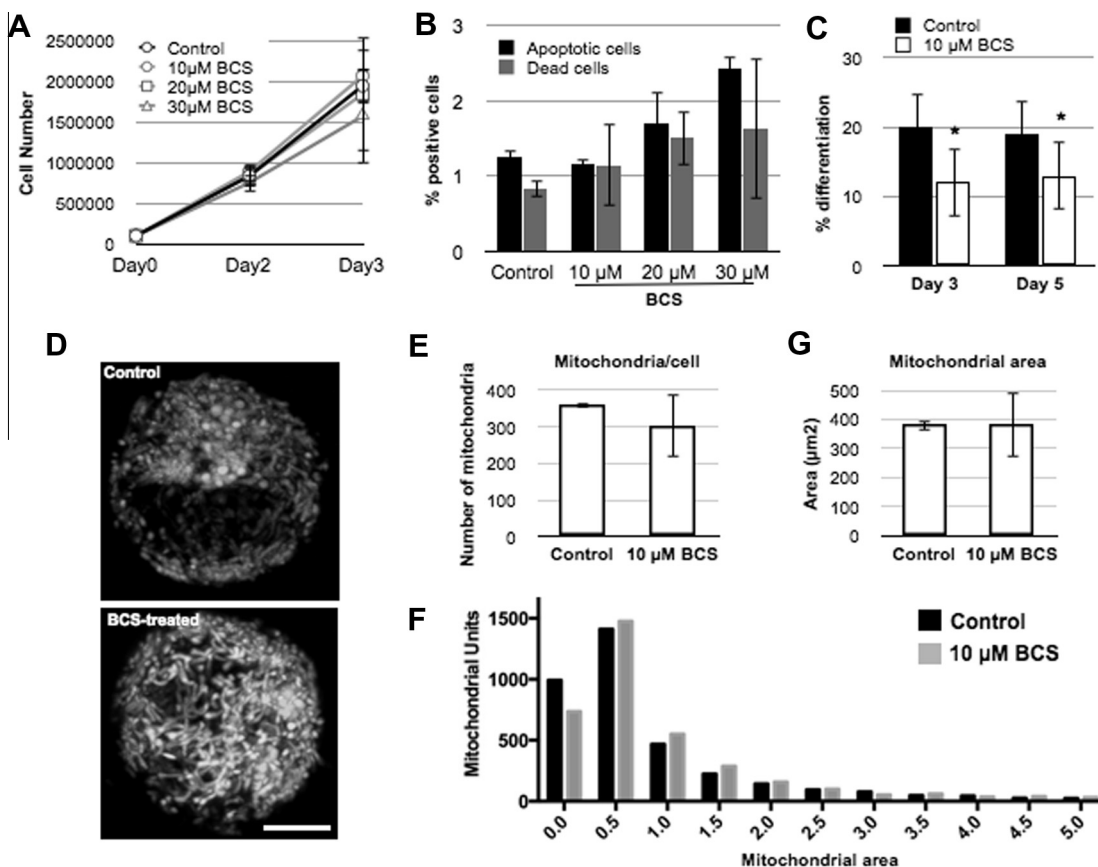 A
Cell Number
2500000
2000000
1500000
1000000
500000
0
Control
10µM BCS
20µM BCS
30µM BCS
Day0 Day2 Day3
B
% positive cells
3
2
1
0
Apoptotic cells
Dead cells
Control 10 µM 20 µM 30 µM
BCS
C
Control
10 µM BCS
% differentiation
30
20
10
0
* *
Day 3 Day 5
D
Control
BCS-treated
E
Mitochondria/cell
Number of mitochondria
400
300
200
100
0
Control 10 µM BCS
G
Mitochondrial area
Area (µm2)
500
400
300
200
100
0
Control 10 µM BCS
F
Mitochondrial Units
1500
1000
500
0
Control
10 µM BCS
0.0 0.5 1.0 1.5 2.0 2.5 3.0 3.5 4.0 4.5 5.0
Mitochondrial area